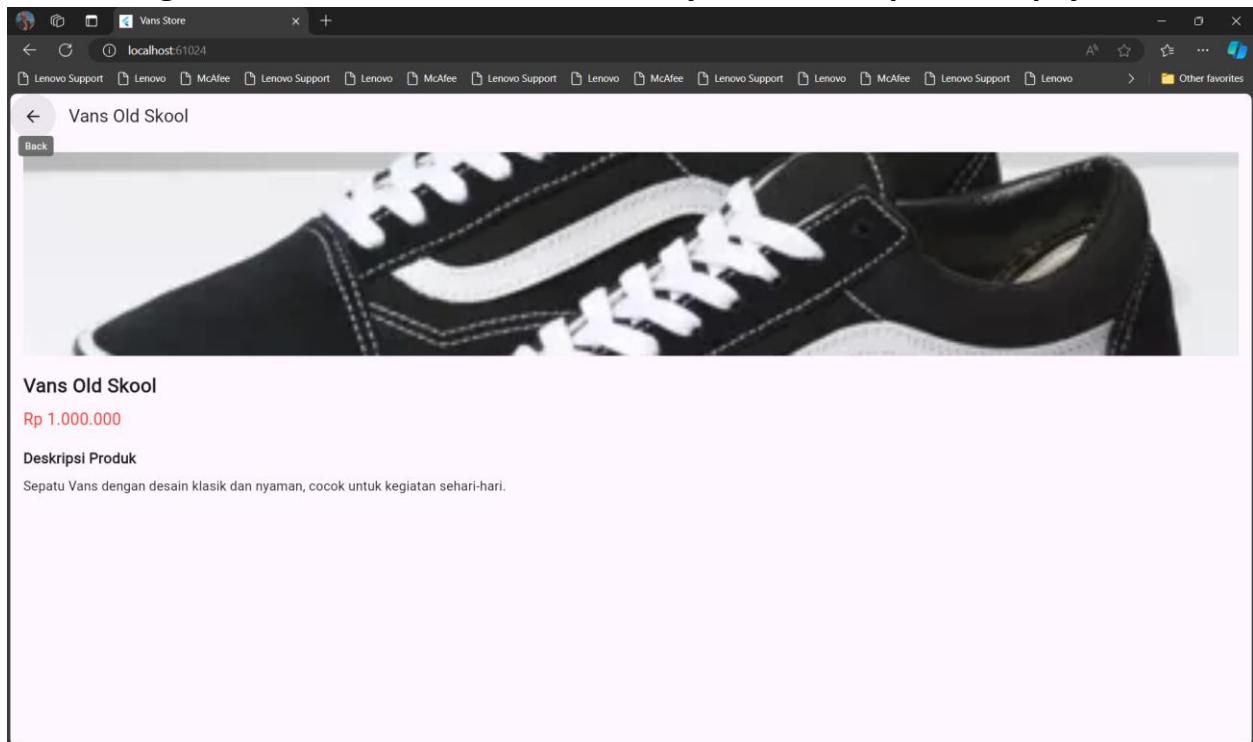 Vans Store
localhost:61024
Lenovo Support Lenovo McAfee Lenovo Support Lenovo McAfee Lenovo Support Lenovo McAfee Lenovo Support Lenovo McAfee Lenovo Support Lenovo Other favorites
Vans Old Skool
Back
Vans Old Skool
Rp 1.000.000
Deskripsi Produk
Sepatu Vans dengan desain klasik dan nyaman, cocok untuk kegiatan sehari-hari.